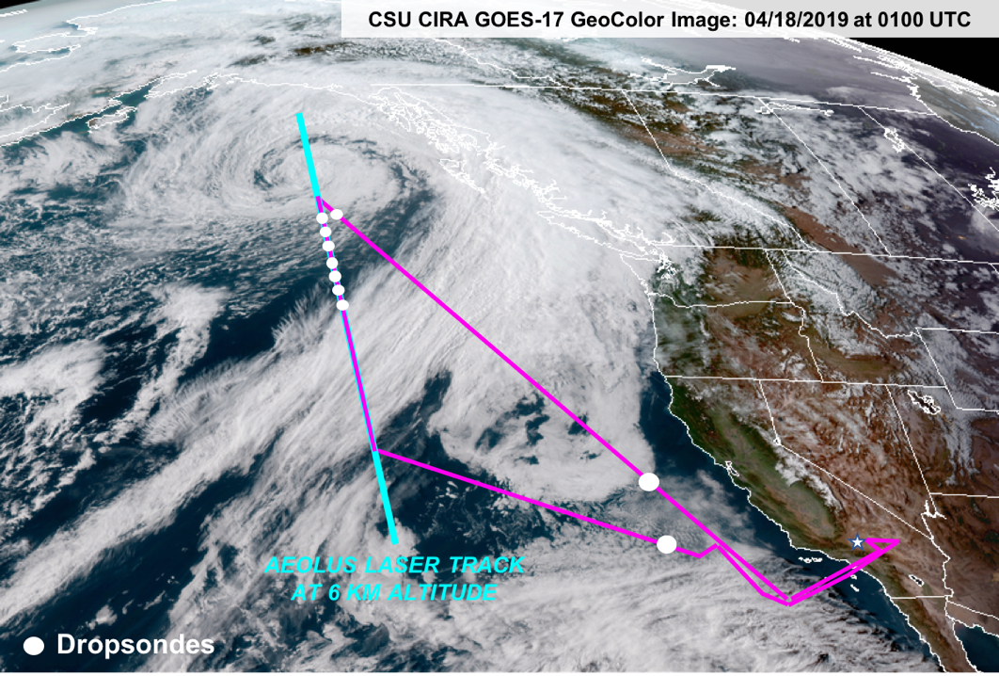 CSU CIRA GOES-17 GeoColor Image: 04/18/2019 at 0100 UTC
AEOLUS LASER TRACK
AT 6 KM ALTITUDE
Dropsondes